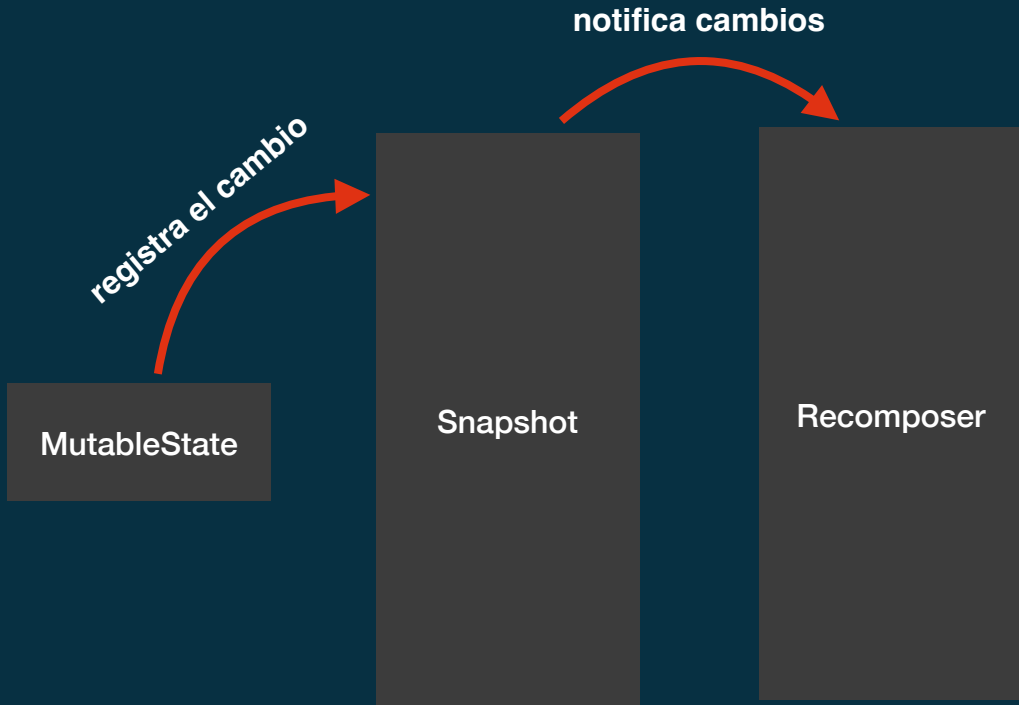 notifica cambios
registra el cambio
MutableState
Snapshot
Recomposer